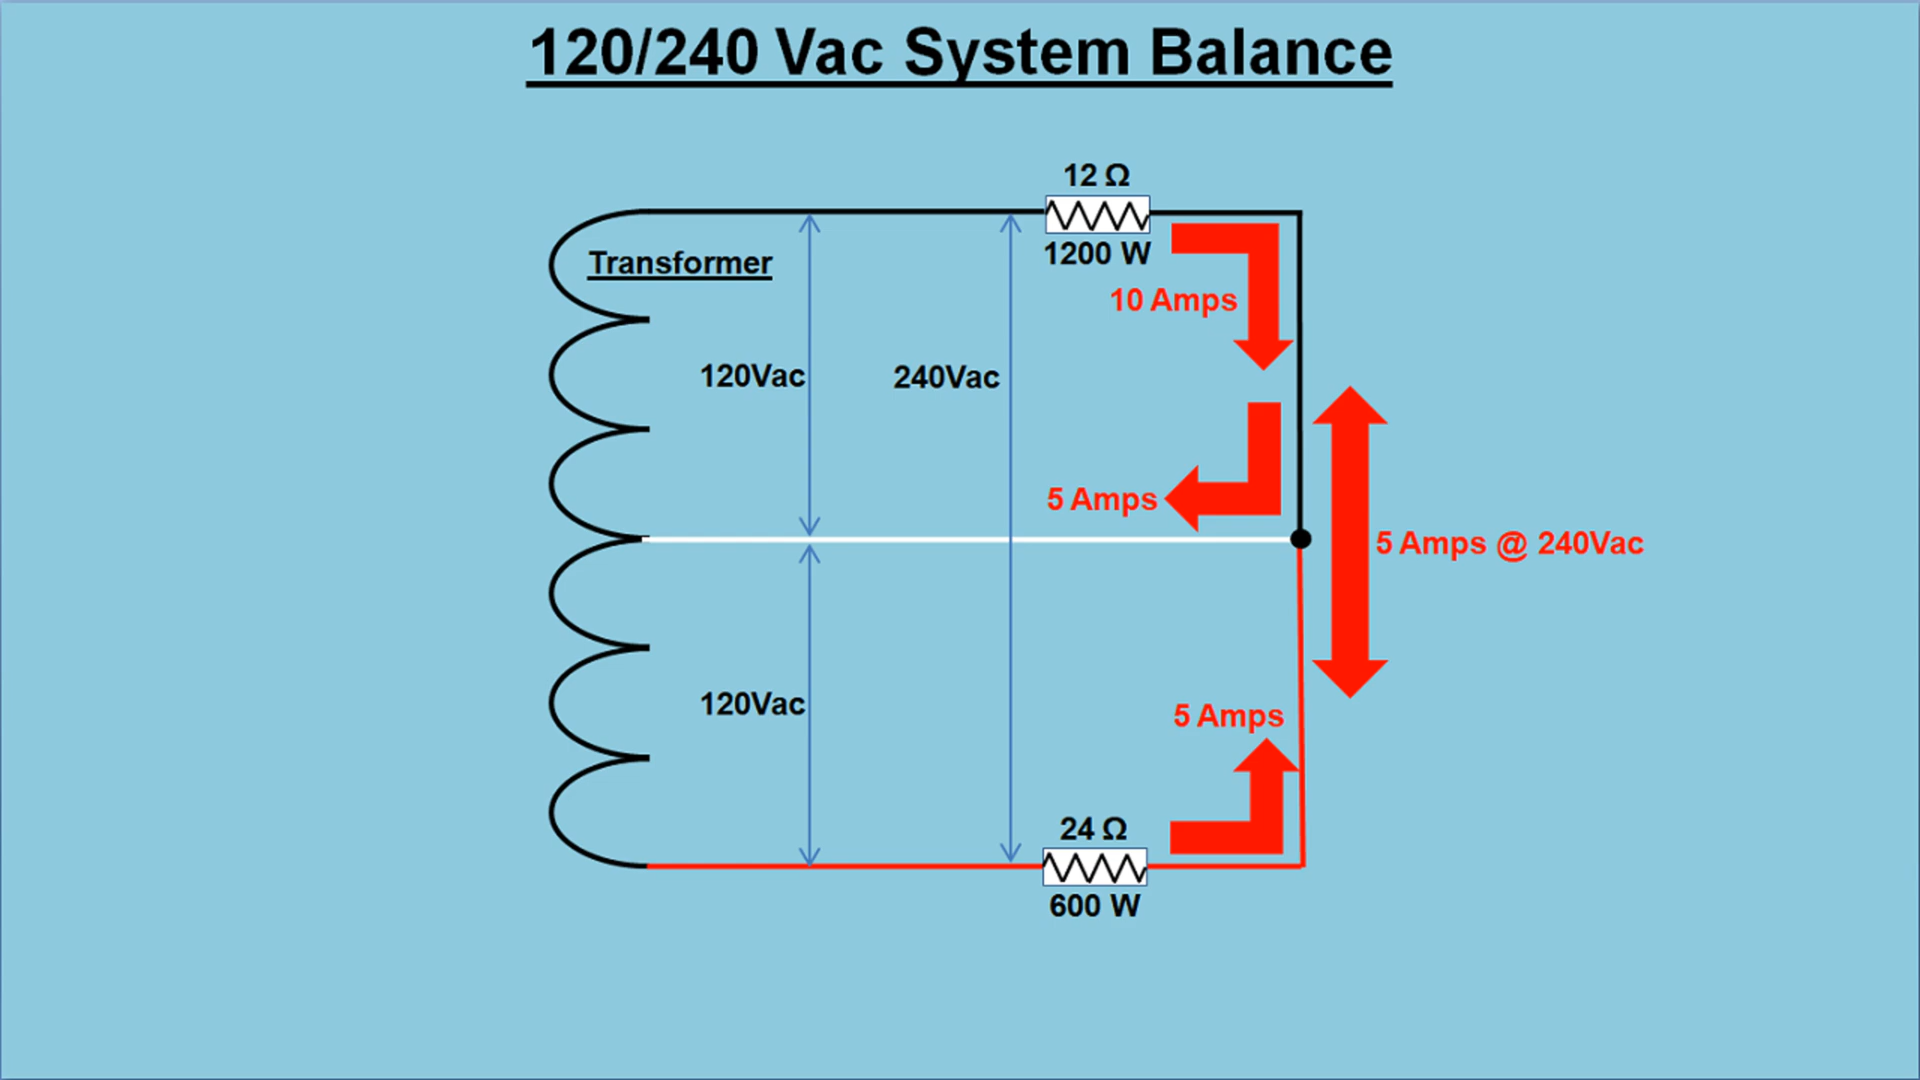 120/240 Vac System Balance
12 Ω
1200 W
Transformer
10 Amps
120Vac
240Vac
5 Amps
5 Amps @ 240Vac
120Vac
5 Amps
24 Ω
600 W